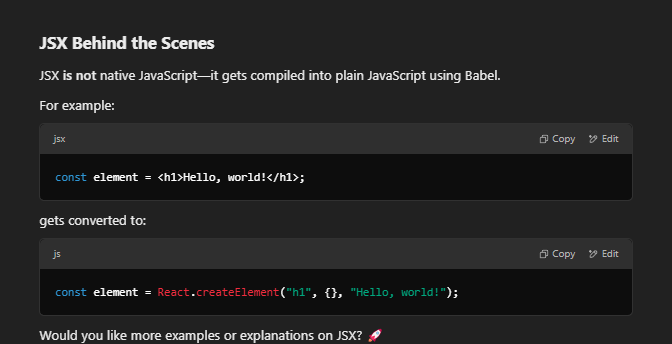 JSX Behind the Scenes
JSX is not native JavaScript—it gets compiled into plain JavaScript using Babel.
For example:
jsx Copy Edit
const element = <h1>Hello, world!</h1>;
gets converted to:
js Copy Edit
const element = React.createElement("h1", {}, "Hello, world!");
Would you like more examples or explanations on JSX? 🚀